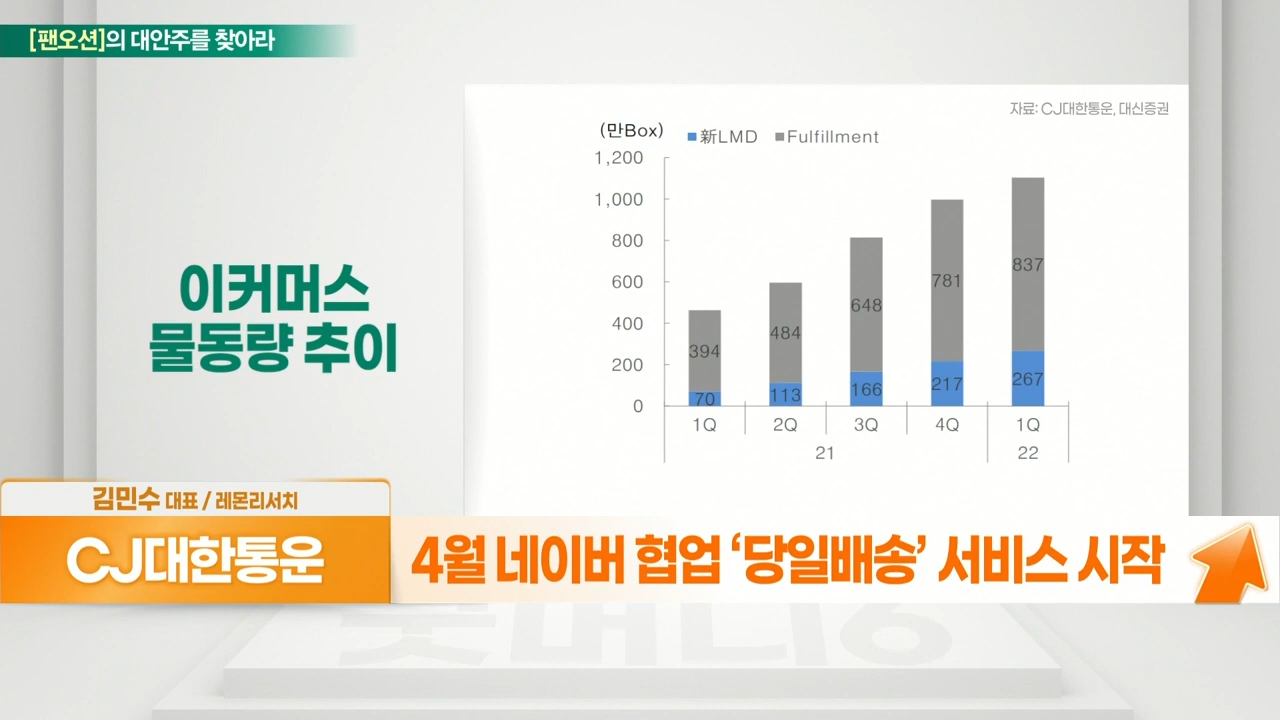 [팬오션]의 대안주를 찾아라
자료: CJ대한통운, 대신증권
(만Box)
新LMD Fulfillment
1,200
1,000
800
600
400
200
0
394
484
648
781
837
70
113
166
217
267
1Q 2Q 3Q 4Q 1Q
21 22
이커머스
물동량 추이
김민수 대표 / 레몬리서치
CJ대한통운
4월 네이버 협업 ‘당일배송’ 서비스 시작